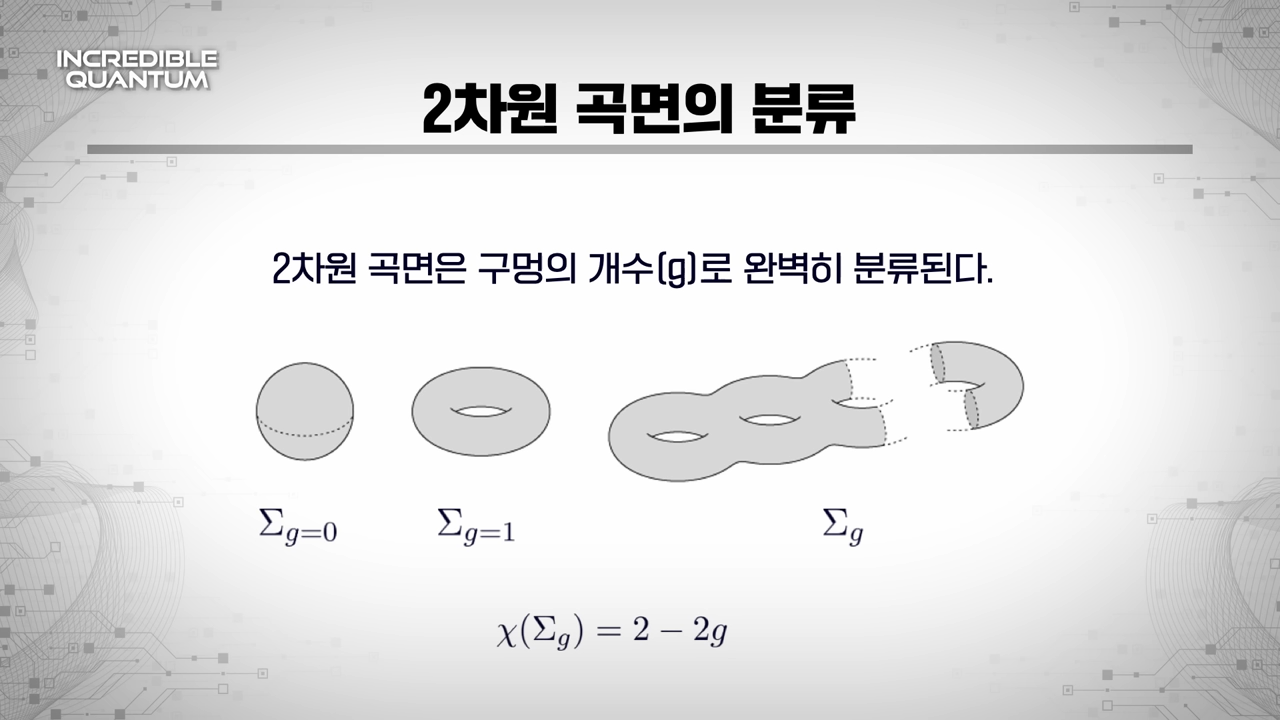 INCREDIBLE
QUANTUM
2차원 곡면의 분류
2차원 곡면은 구멍의 개수(g)로 완벽히 분류된다.
Σ_{g=0} Σ_{g=1} Σ_g
χ(Σ_g) = 2 − 2g